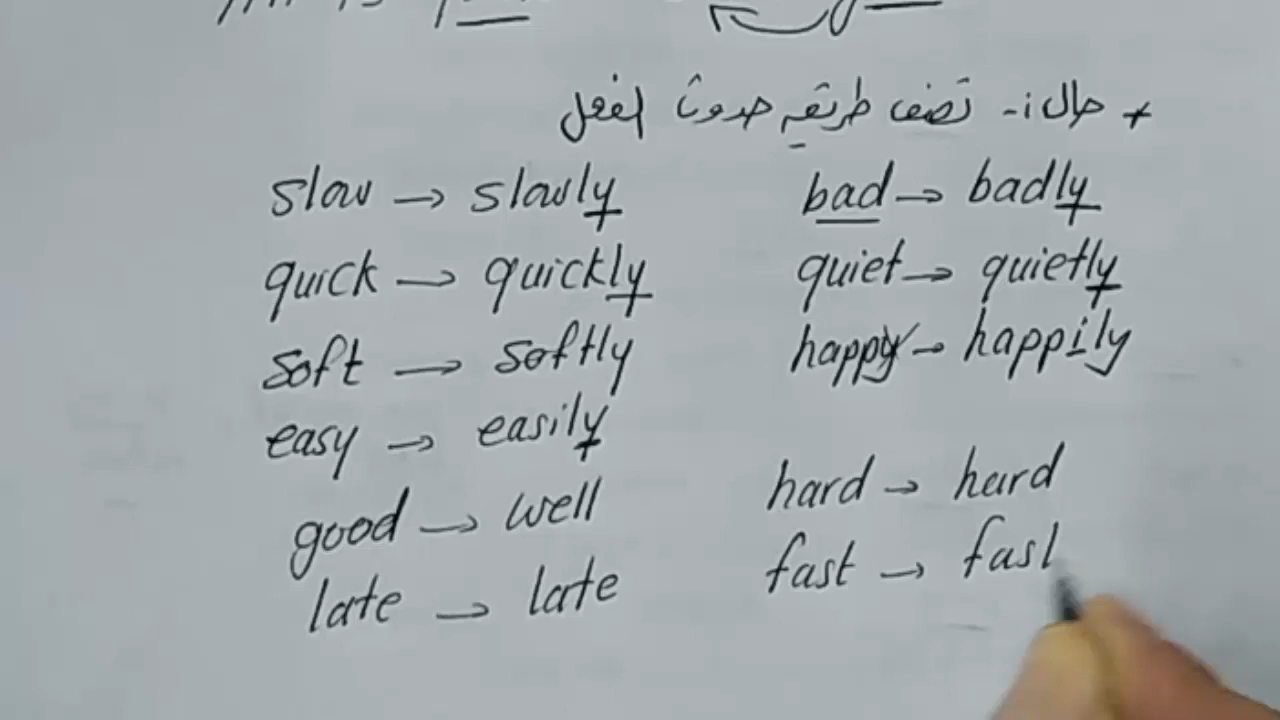 * حال :- تصف طريقه حدوث الفعل
slow → slowly bad → badly
quick → quickly quiet → quietly
soft → softly happy → happily
easy → easily
good → well hard → hard
late → late fast → fast